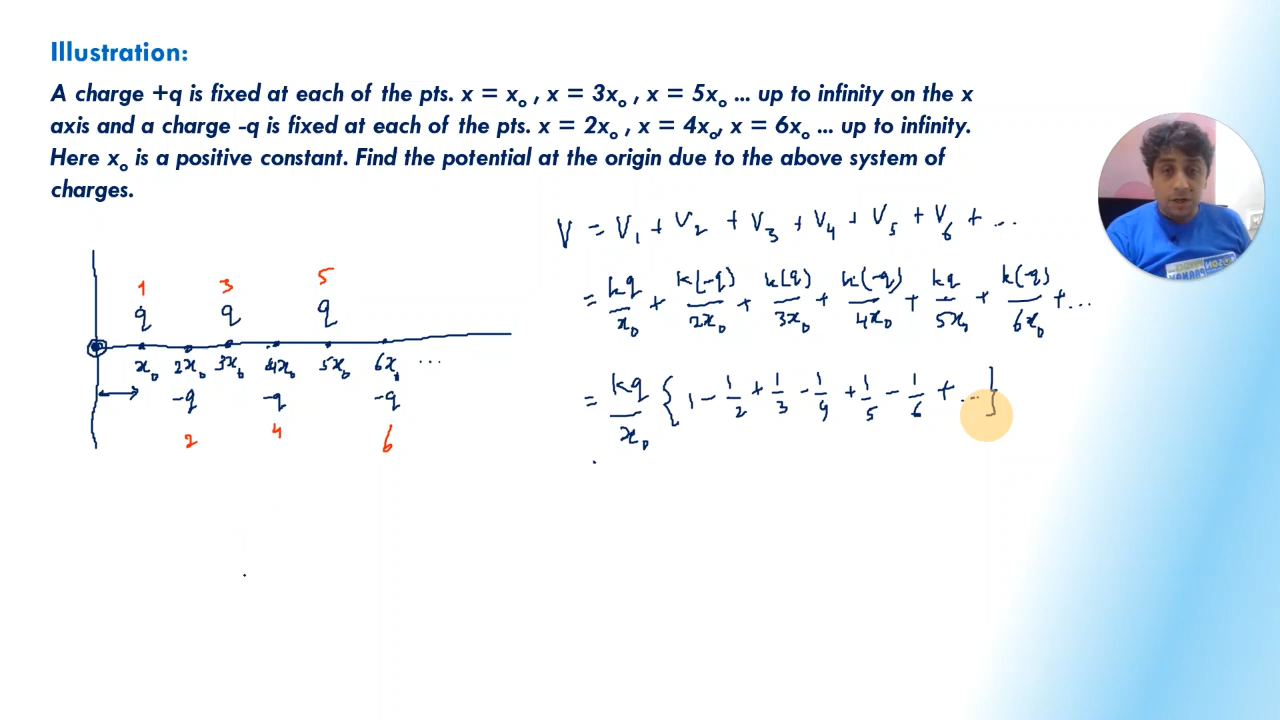 Illustration:
A charge +q is fixed at each of the pts. x = x₀ , x = 3x₀ , x = 5x₀ ... up to infinity on the x
axis and a charge -q is fixed at each of the pts. x = 2x₀ , x = 4x₀, x = 6x₀ ... up to infinity.
Here x₀ is a positive constant. Find the potential at the origin due to the above system of
charges.
V = V₁ + V₂ + V₃ + V₄ + V₅ + V₆ + ...
= kq/x₀ + k(-q)/2x₀ + k(q)/3x₀ + k(-q)/4x₀ + kq/5x₀ + k(-q)/6x₀ + ...
= kq/x₀ { 1 - 1/2 + 1/3 - 1/4 + 1/5 - 1/6 + ... }
1 3 5
q q q
x₀ 2x₀ 3x₀ 4x₀ 5x₀ 6x₀ ...
-q -q -q
2 4 6